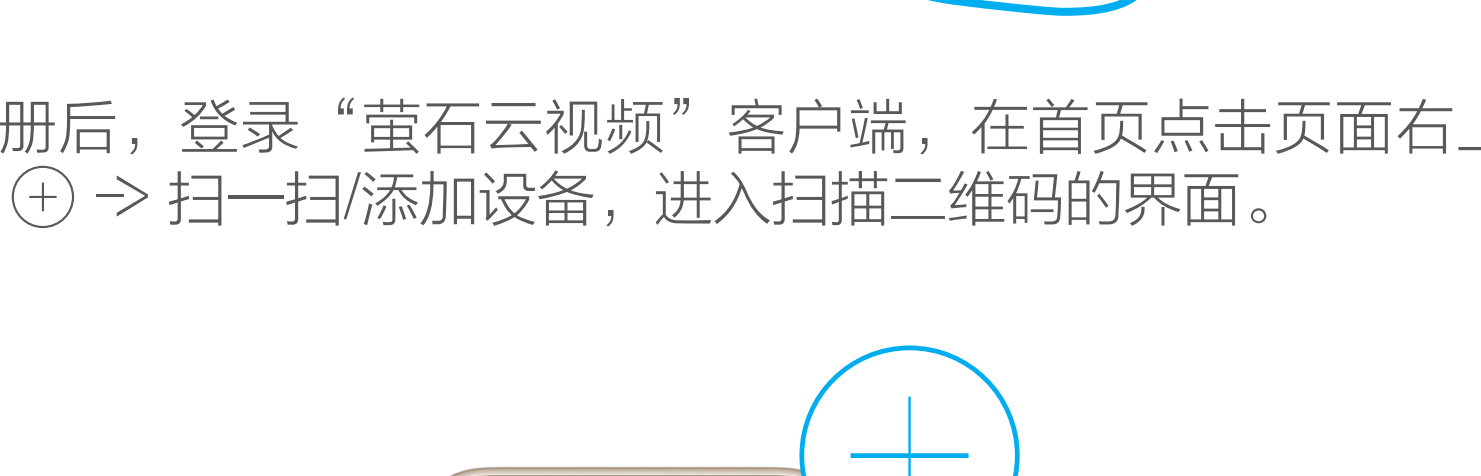 册后，登录“萤石云视频”客户端，在首页点击页面右
⊕ -> 扫一扫/添加设备，进入扫描二维码的界面。